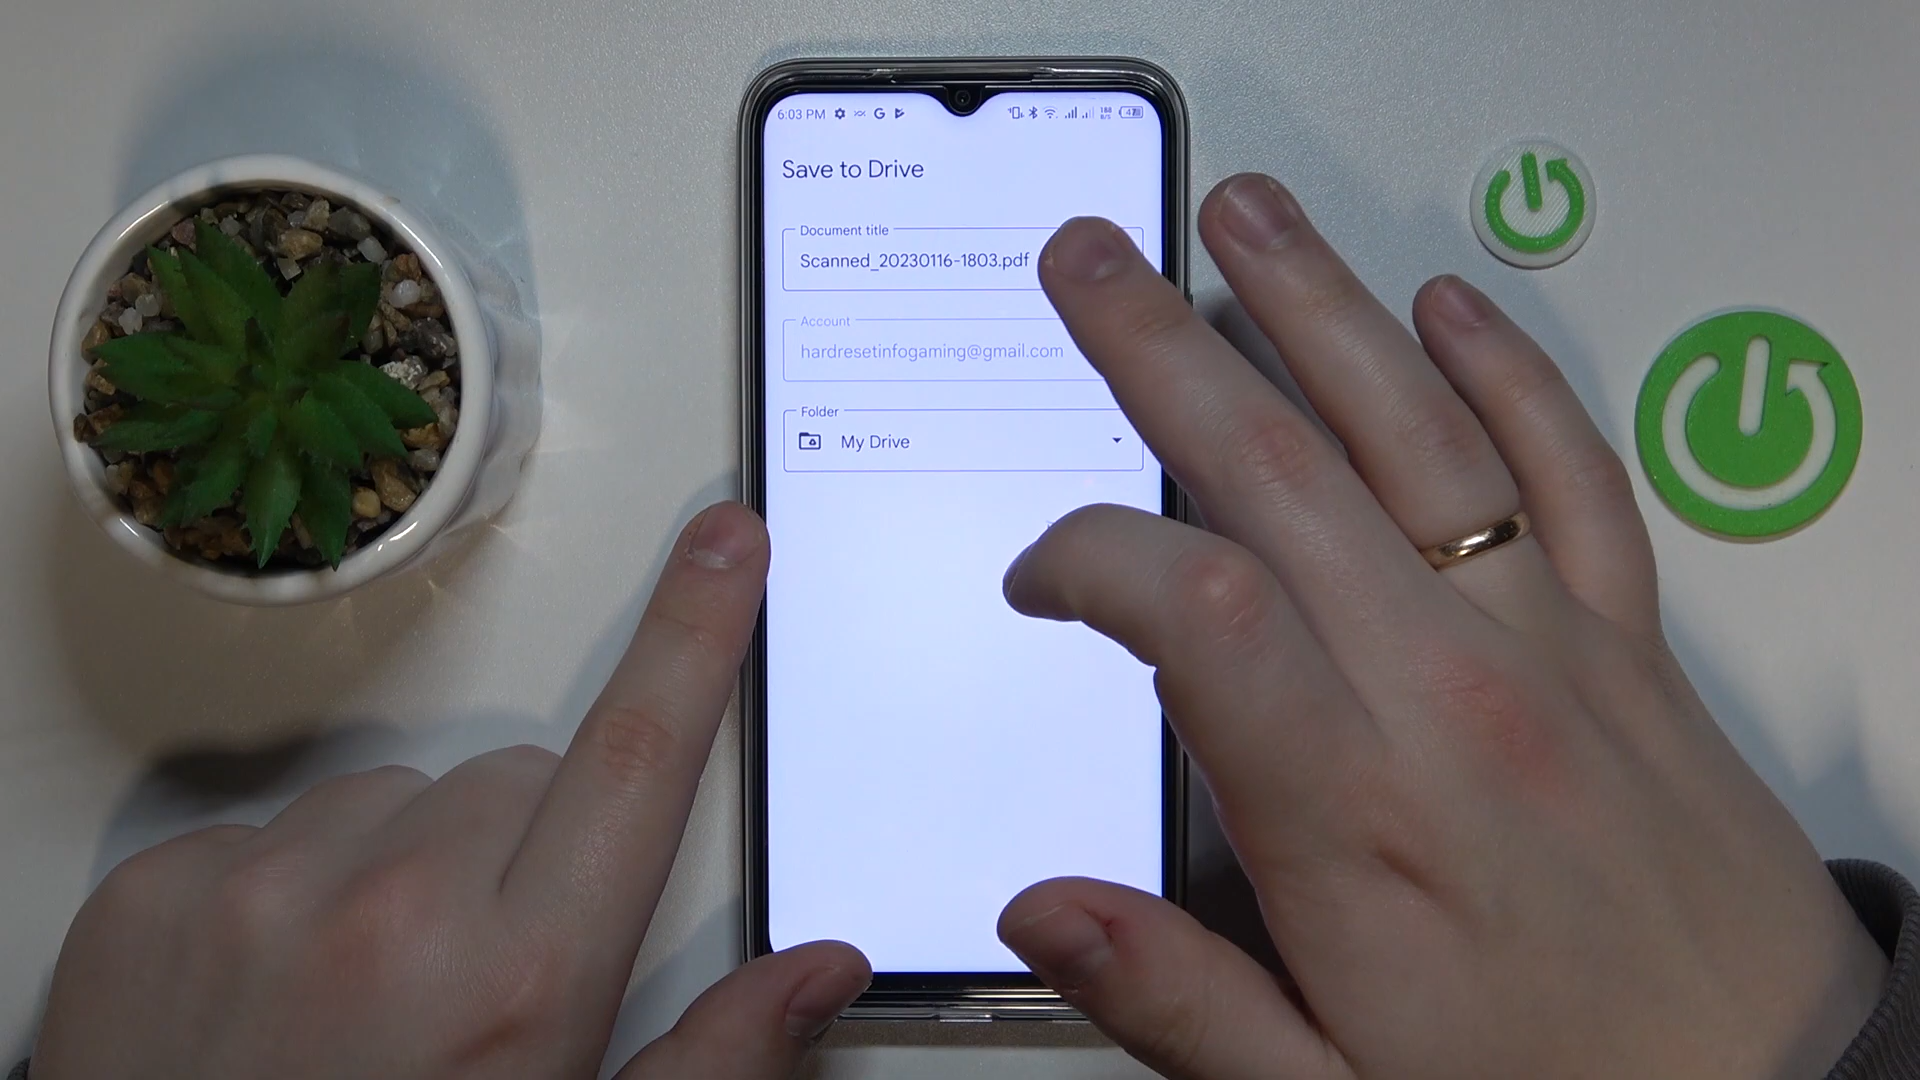 6:03 PM
Save to Drive
Document title
Scanned_20230116-1803.pdf
Account
hardresetinfogaming@gmail.com
Folder
My Drive